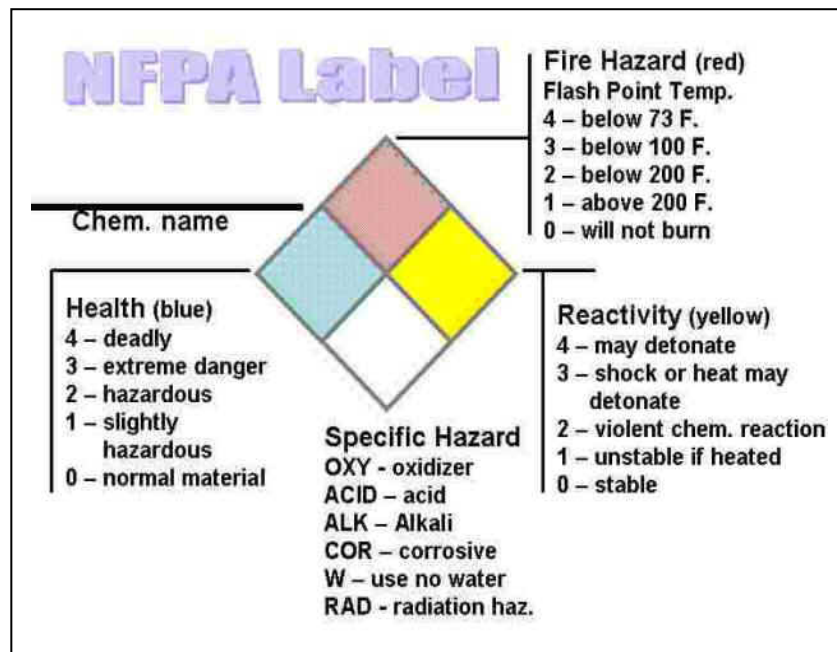 NFPA Label
Fire Hazard (red)
Flash Point Temp.
4 – below 73 F.
3 – below 100 F.
2 – below 200 F.
1 – above 200 F.
0 – will not burn
Chem. name
Health (blue)
4 – deadly
3 – extreme danger
2 – hazardous
1 – slightly
hazardous
0 – normal material
Reactivity (yellow)
4 – may detonate
3 – shock or heat may
detonate
2 – violent chem. reaction
1 – unstable if heated
0 – stable
Specific Hazard
OXY - oxidizer
ACID – acid
ALK – Alkali
COR – corrosive
W – use no water
RAD - radiation haz.